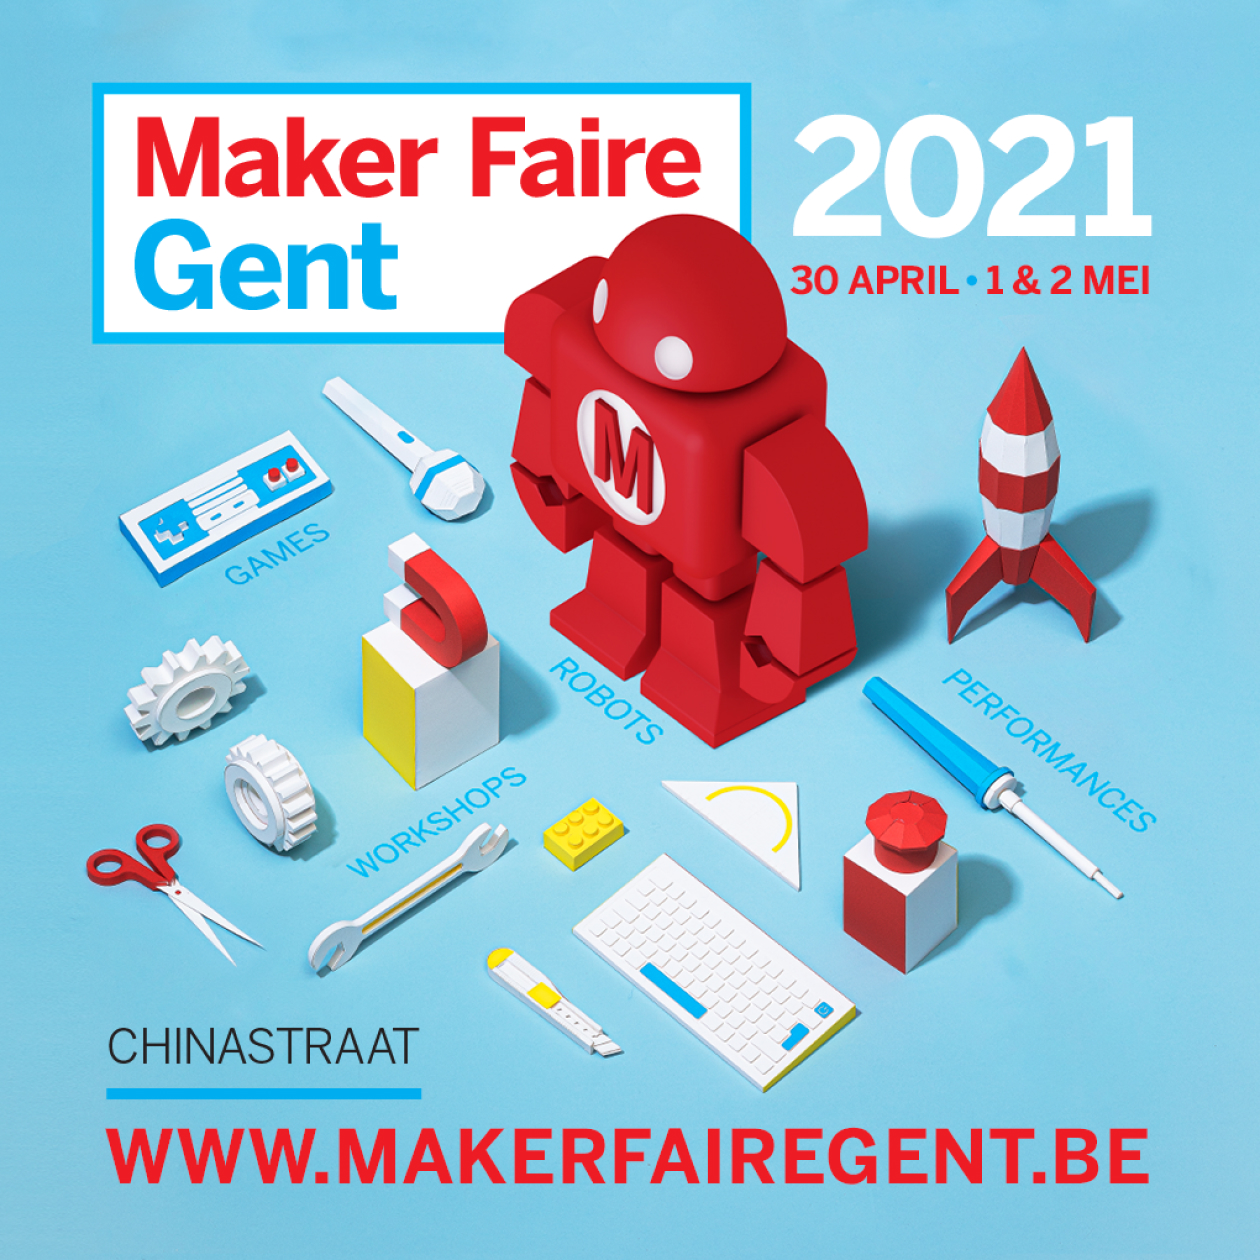 Maker Faire
Gent
2021
30 APRIL • 1 & 2 MEI
M
GAMES
ROBOTS
PERFORMANCES
WORKSHOPS
CHINASTRAAT
WWW.MAKERFAIREGENT.BE